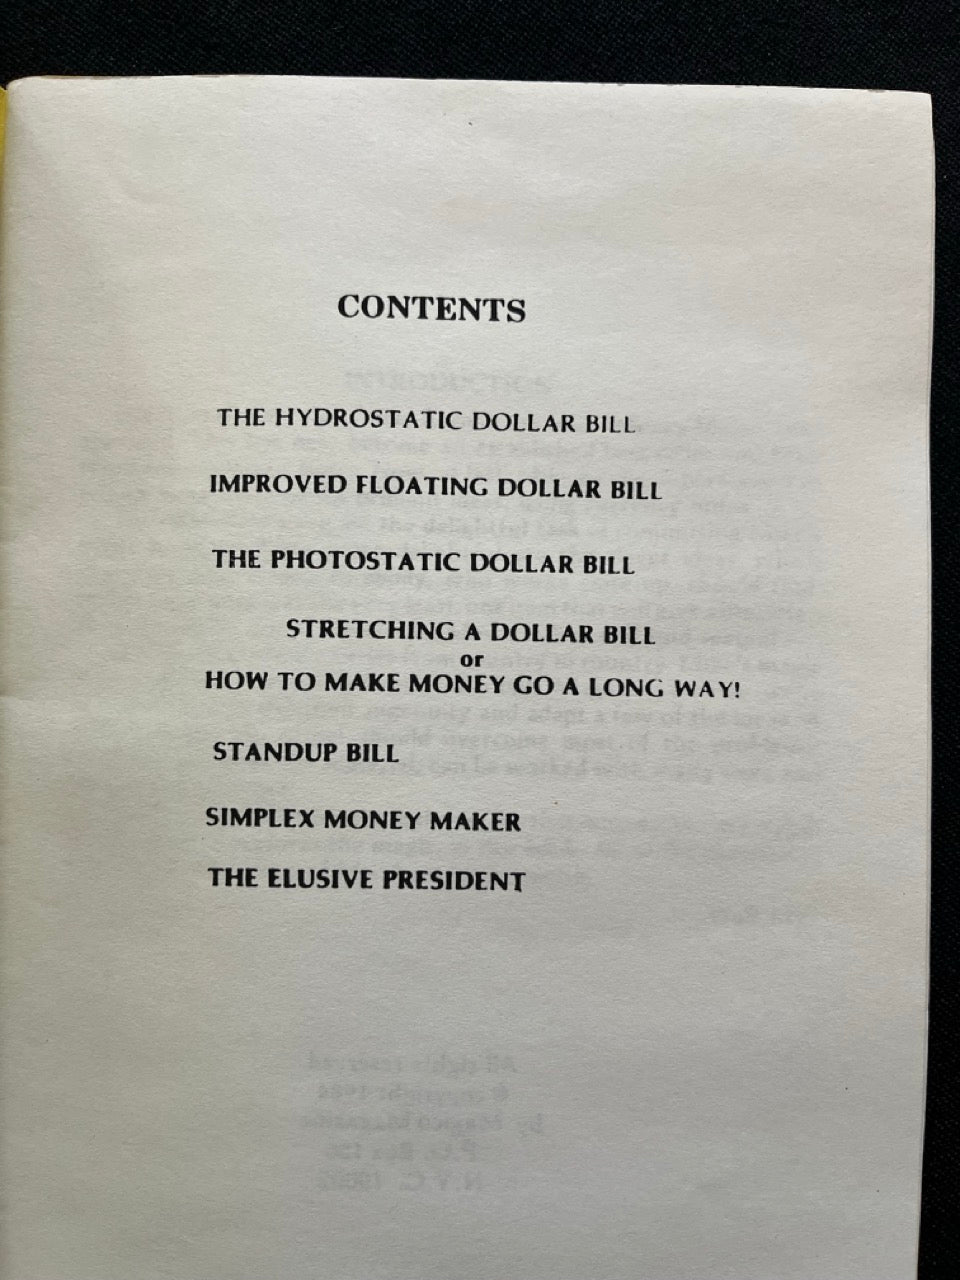 CONTENTS
THE HYDROSTATIC DOLLAR BILL
IMPROVED FLOATING DOLLAR BILL
THE PHOTOSTATIC DOLLAR BILL
STRETCHING A DOLLAR BILL
or
HOW TO MAKE MONEY GO A LONG WAY!
STANDUP BILL
SIMPLEX MONEY MAKER
THE ELUSIVE PRESIDENT